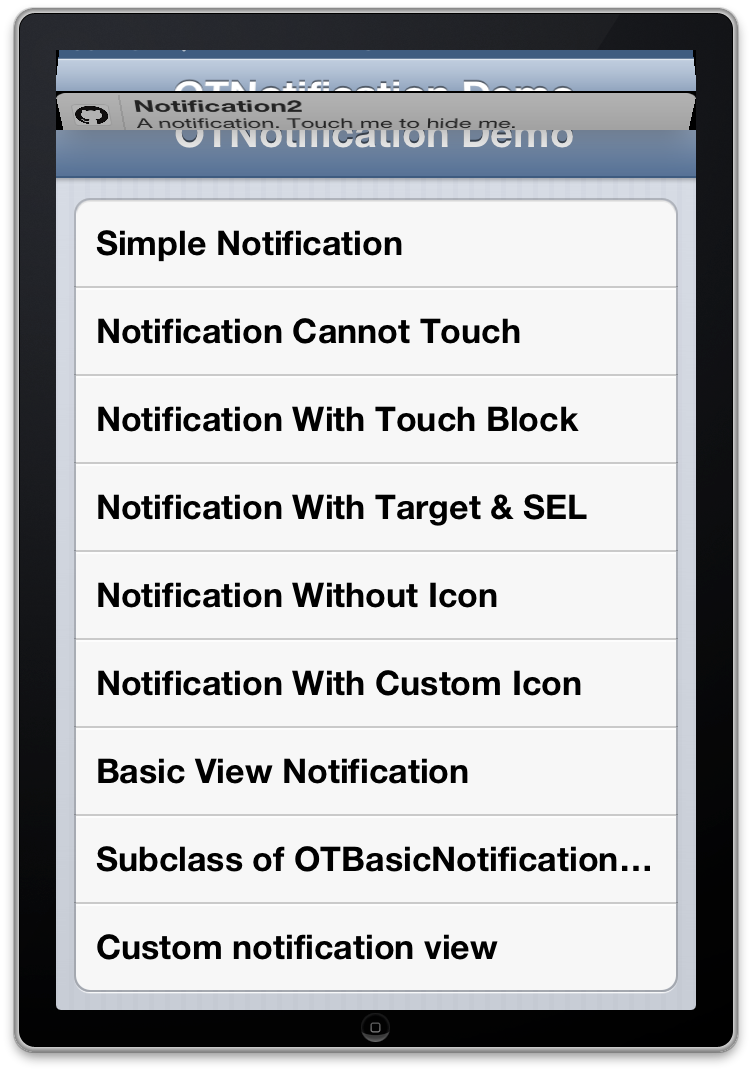 OTNotification Demo
Notification2
A notification. Touch me to hide me.
OTNotification Demo
Simple Notification
Notification Cannot Touch
Notification With Touch Block
Notification With Target & SEL
Notification Without Icon
Notification With Custom Icon
Basic View Notification
Subclass of OTBasicNotification...
Custom notification view